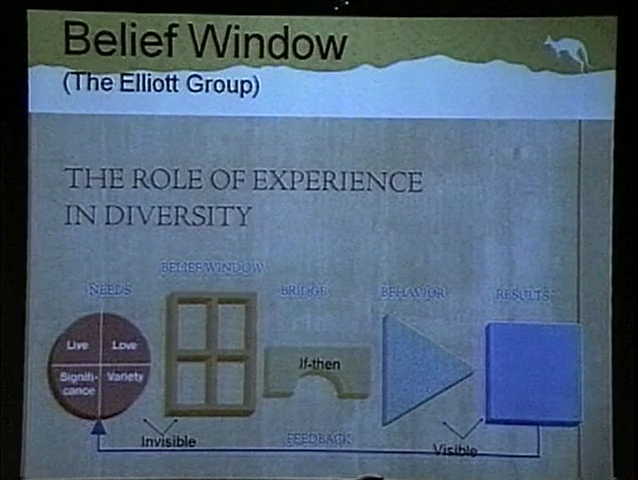 Belief Window
(The Elliott Group)
THE ROLE OF EXPERIENCE
IN DIVERSITY
BELIEF WINDOW
NEEDS
BRIDGE
BEHAVIOR
RESULTS
Live
Love
Signifi-
cance
Variety
If-then
Invisible
FEEDBACK
Visible